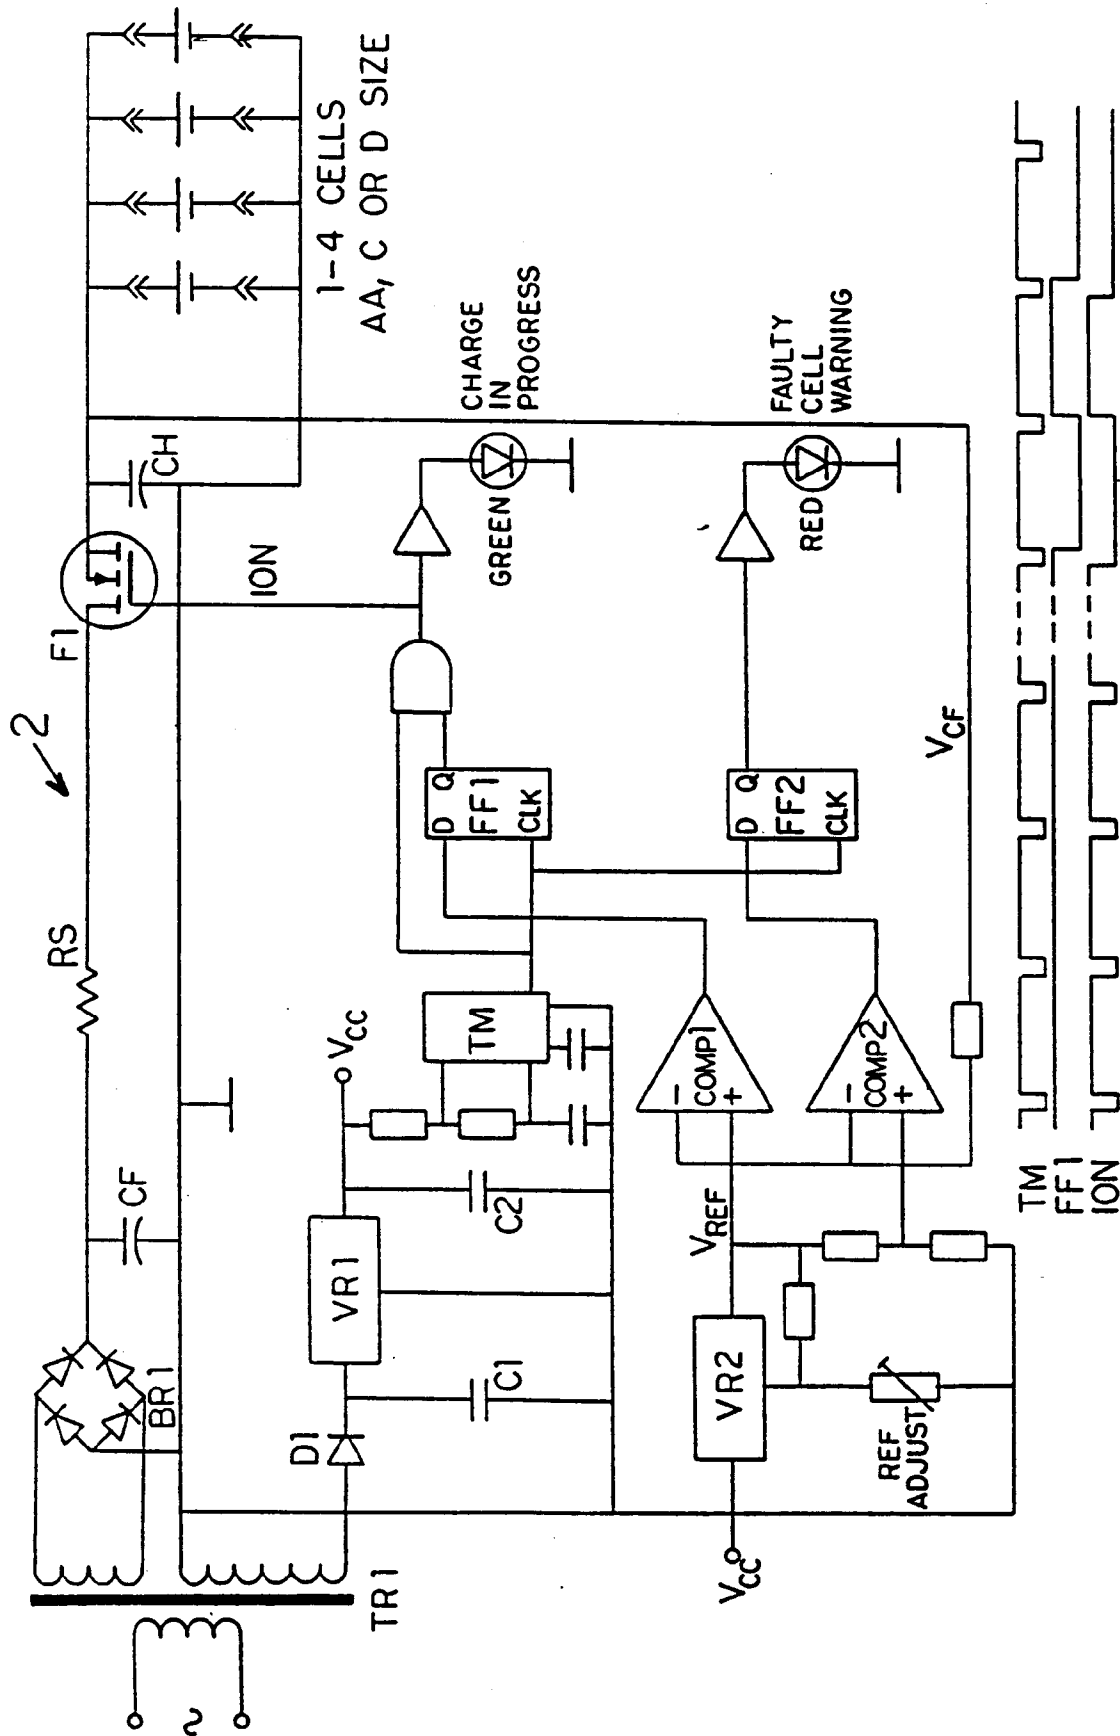 2
TR1
BR1
CF
RS
F1
CH
ION
1-4 CELLS
AA, C OR D SIZE
D1
VR1
C1
C2
VCC
TM
D Q
FF1
CLK
GREEN
CHARGE
IN
PROGRESS
VCC
VR2
REF
ADJUST
VREF
−
COMP1
+
−
COMP2
+
D Q
FF2
CLK
RED
FAULTY
CELL
WARNING
VCF
TM
FF1
ION